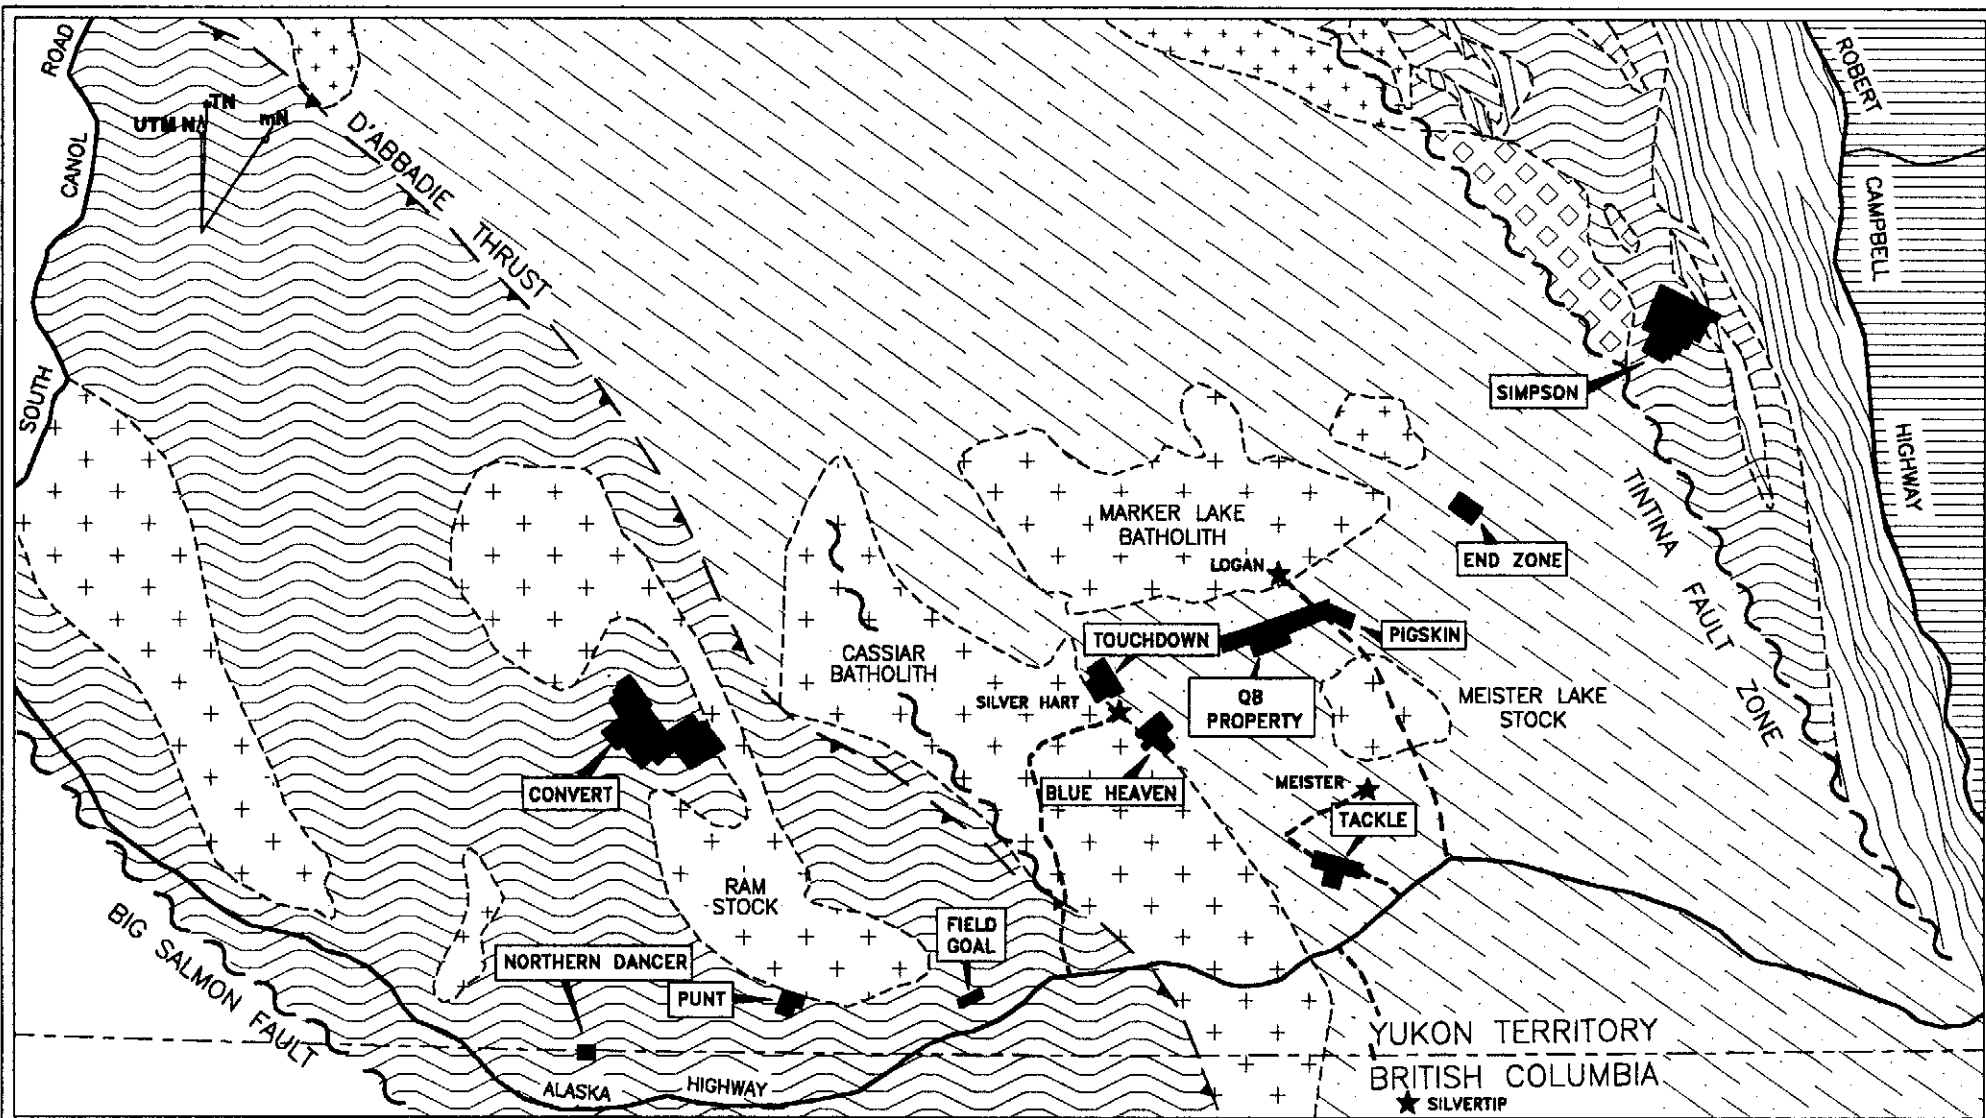 ROAD
CANOL
SOUTH
TN
UTM N
mN
D'ABBADIE
THRUST
ROBERT
CAMPBELL
HIGHWAY
SIMPSON
TINTINA
FAULT
ZONE
MARKER LAKE
BATHOLITH
LOGAN
END ZONE
TOUCHDOWN
PIGSKIN
CASSIAR
BATHOLITH
SILVER HART
QB
PROPERTY
MEISTER LAKE
STOCK
CONVERT
BLUE HEAVEN
MEISTER
TACKLE
RAM
STOCK
FIELD
GOAL
NORTHERN DANCER
PUNT
BIG SALMON FAULT
ALASKA
HIGHWAY
YUKON TERRITORY
BRITISH COLUMBIA
SILVERTIP